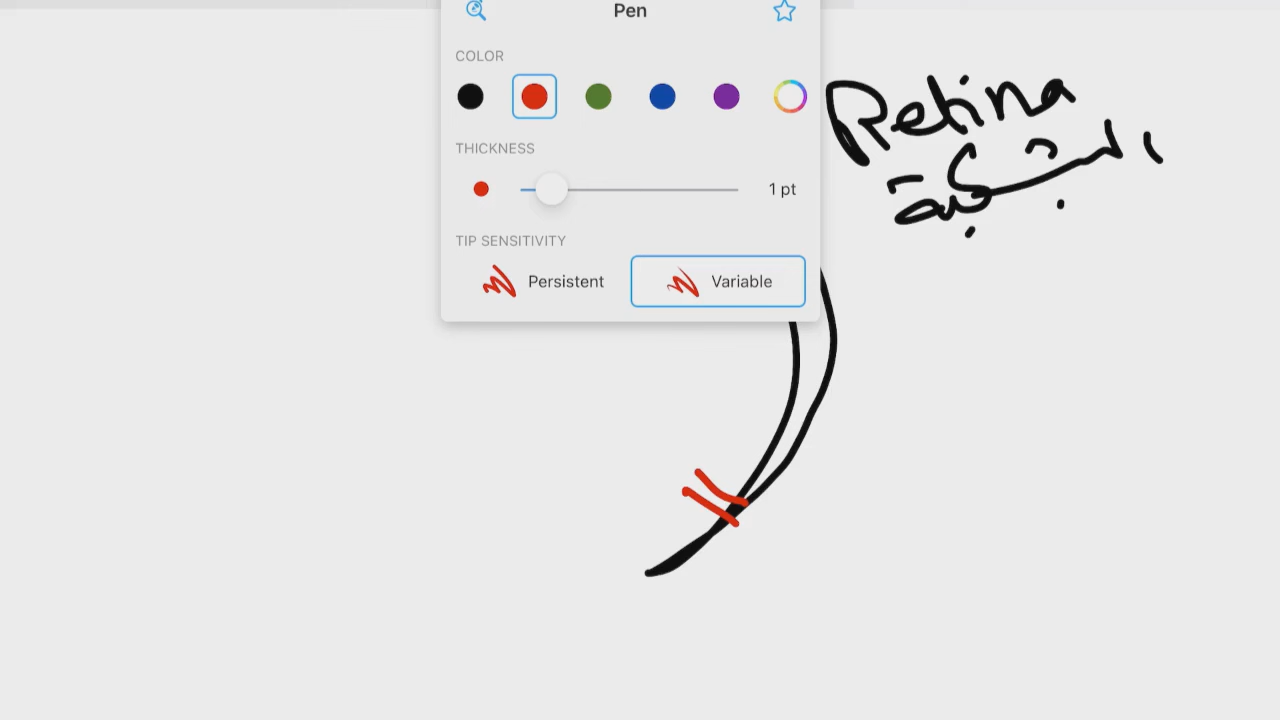 Pen
COLOR
THICKNESS
1 pt
TIP SENSITIVITY
Persistent
Variable
Retina
الشبكية